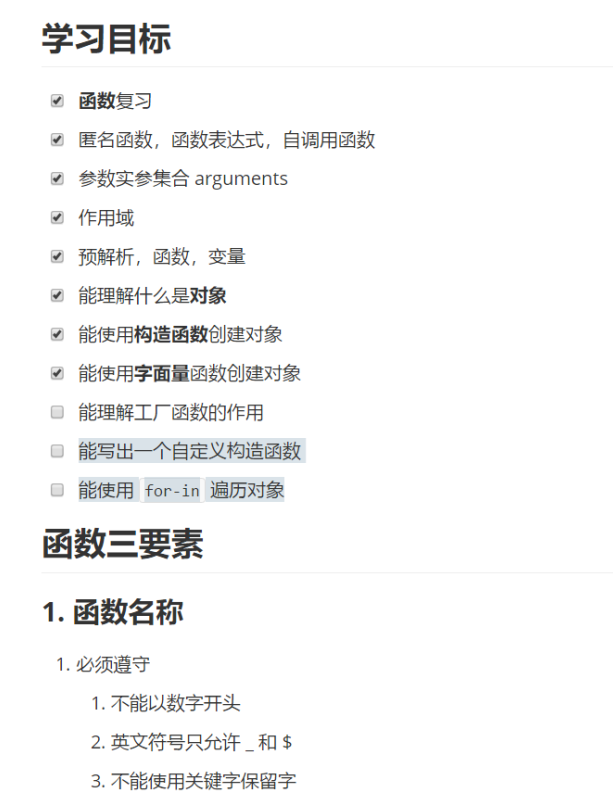 学习目标
函数复习
匿名函数，函数表达式，自调用函数
参数实参集合 arguments
作用域
预解析，函数，变量
能理解什么是对象
能使用构造函数创建对象
能使用字面量函数创建对象
能理解工厂函数的作用
能写出一个自定义构造函数
能使用 for-in 遍历对象
函数三要素
1. 函数名称
1. 必须遵守
1. 不能以数字开头
2. 英文符号只允许 _ 和 $
3. 不能使用关键字保留字